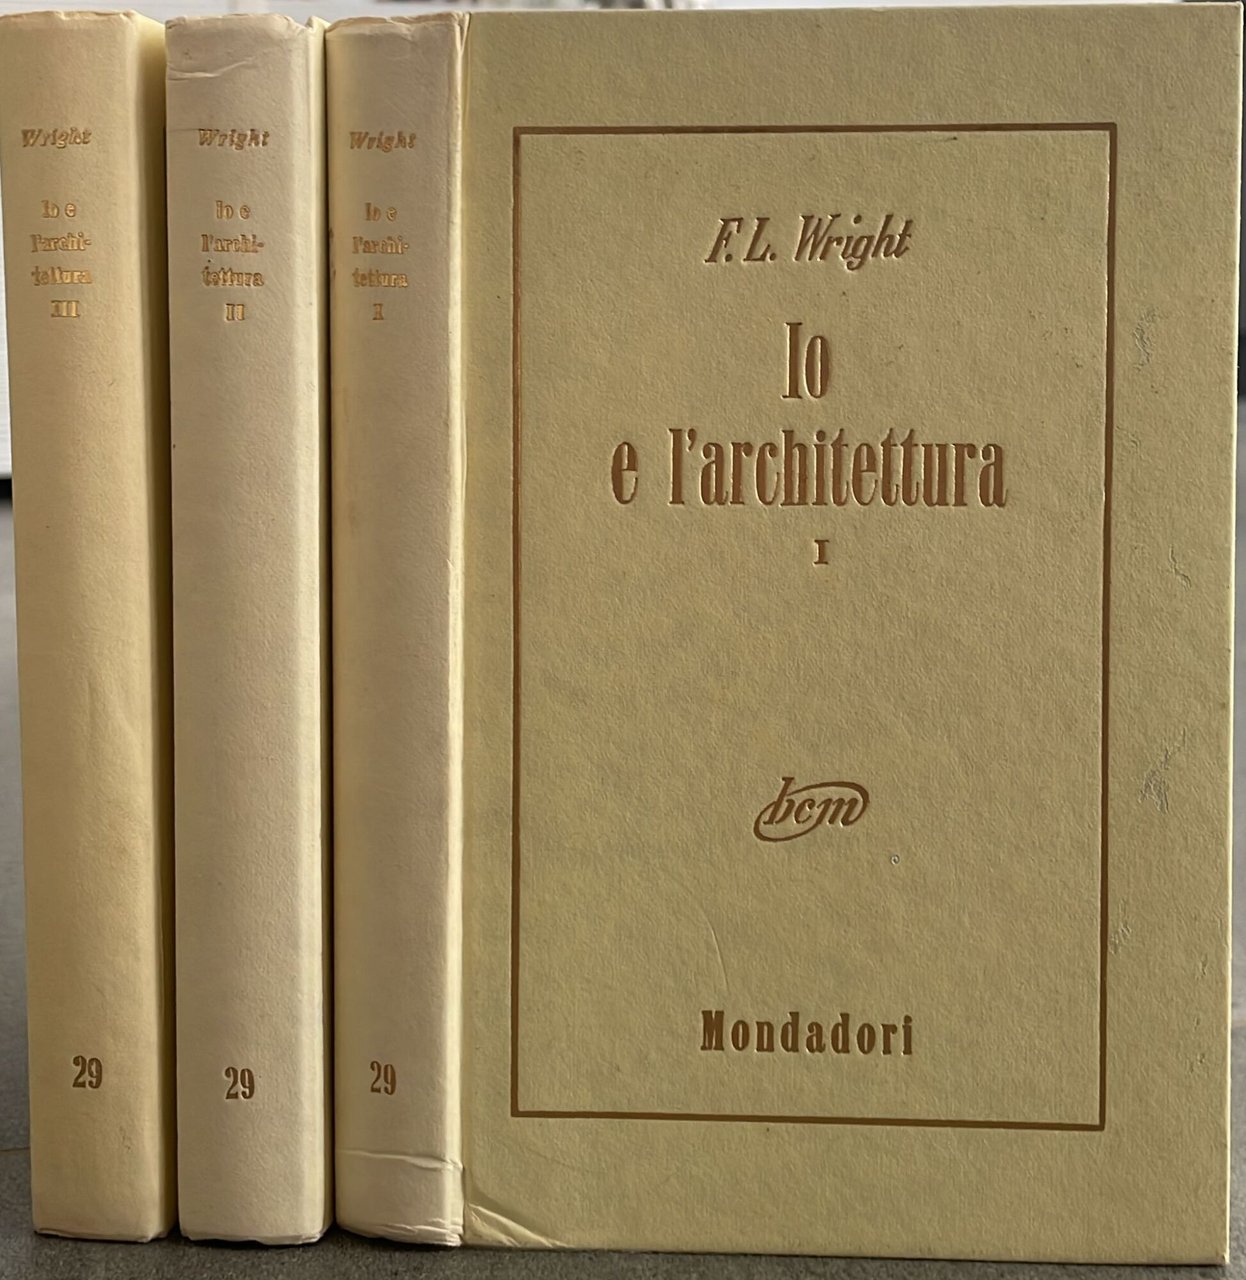 Wright
Io e
l'archi-
tettura
III
29
Wright
Io e
l'archi-
tettura
II
29
Wright
Io e
l'archi-
tettura
I
29
F. L. Wright
Io
e l'architettura
I
bcm
Mondadori